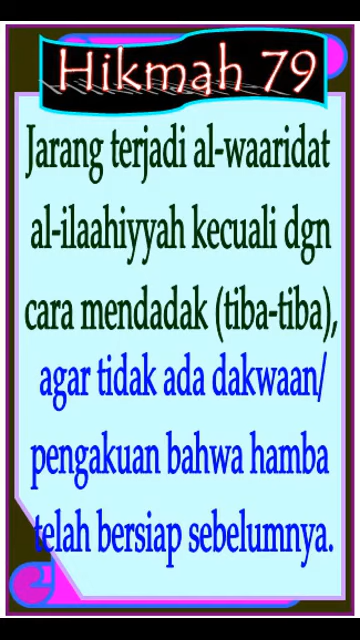 Hikmah 79
Jarang terjadi al-waaridat
al-ilaahiyyah kecuali dgn
cara mendadak (tiba-tiba),
agar tidak ada dakwaan/
pengakuan bahwa hamba
telah bersiap sebelumnya.